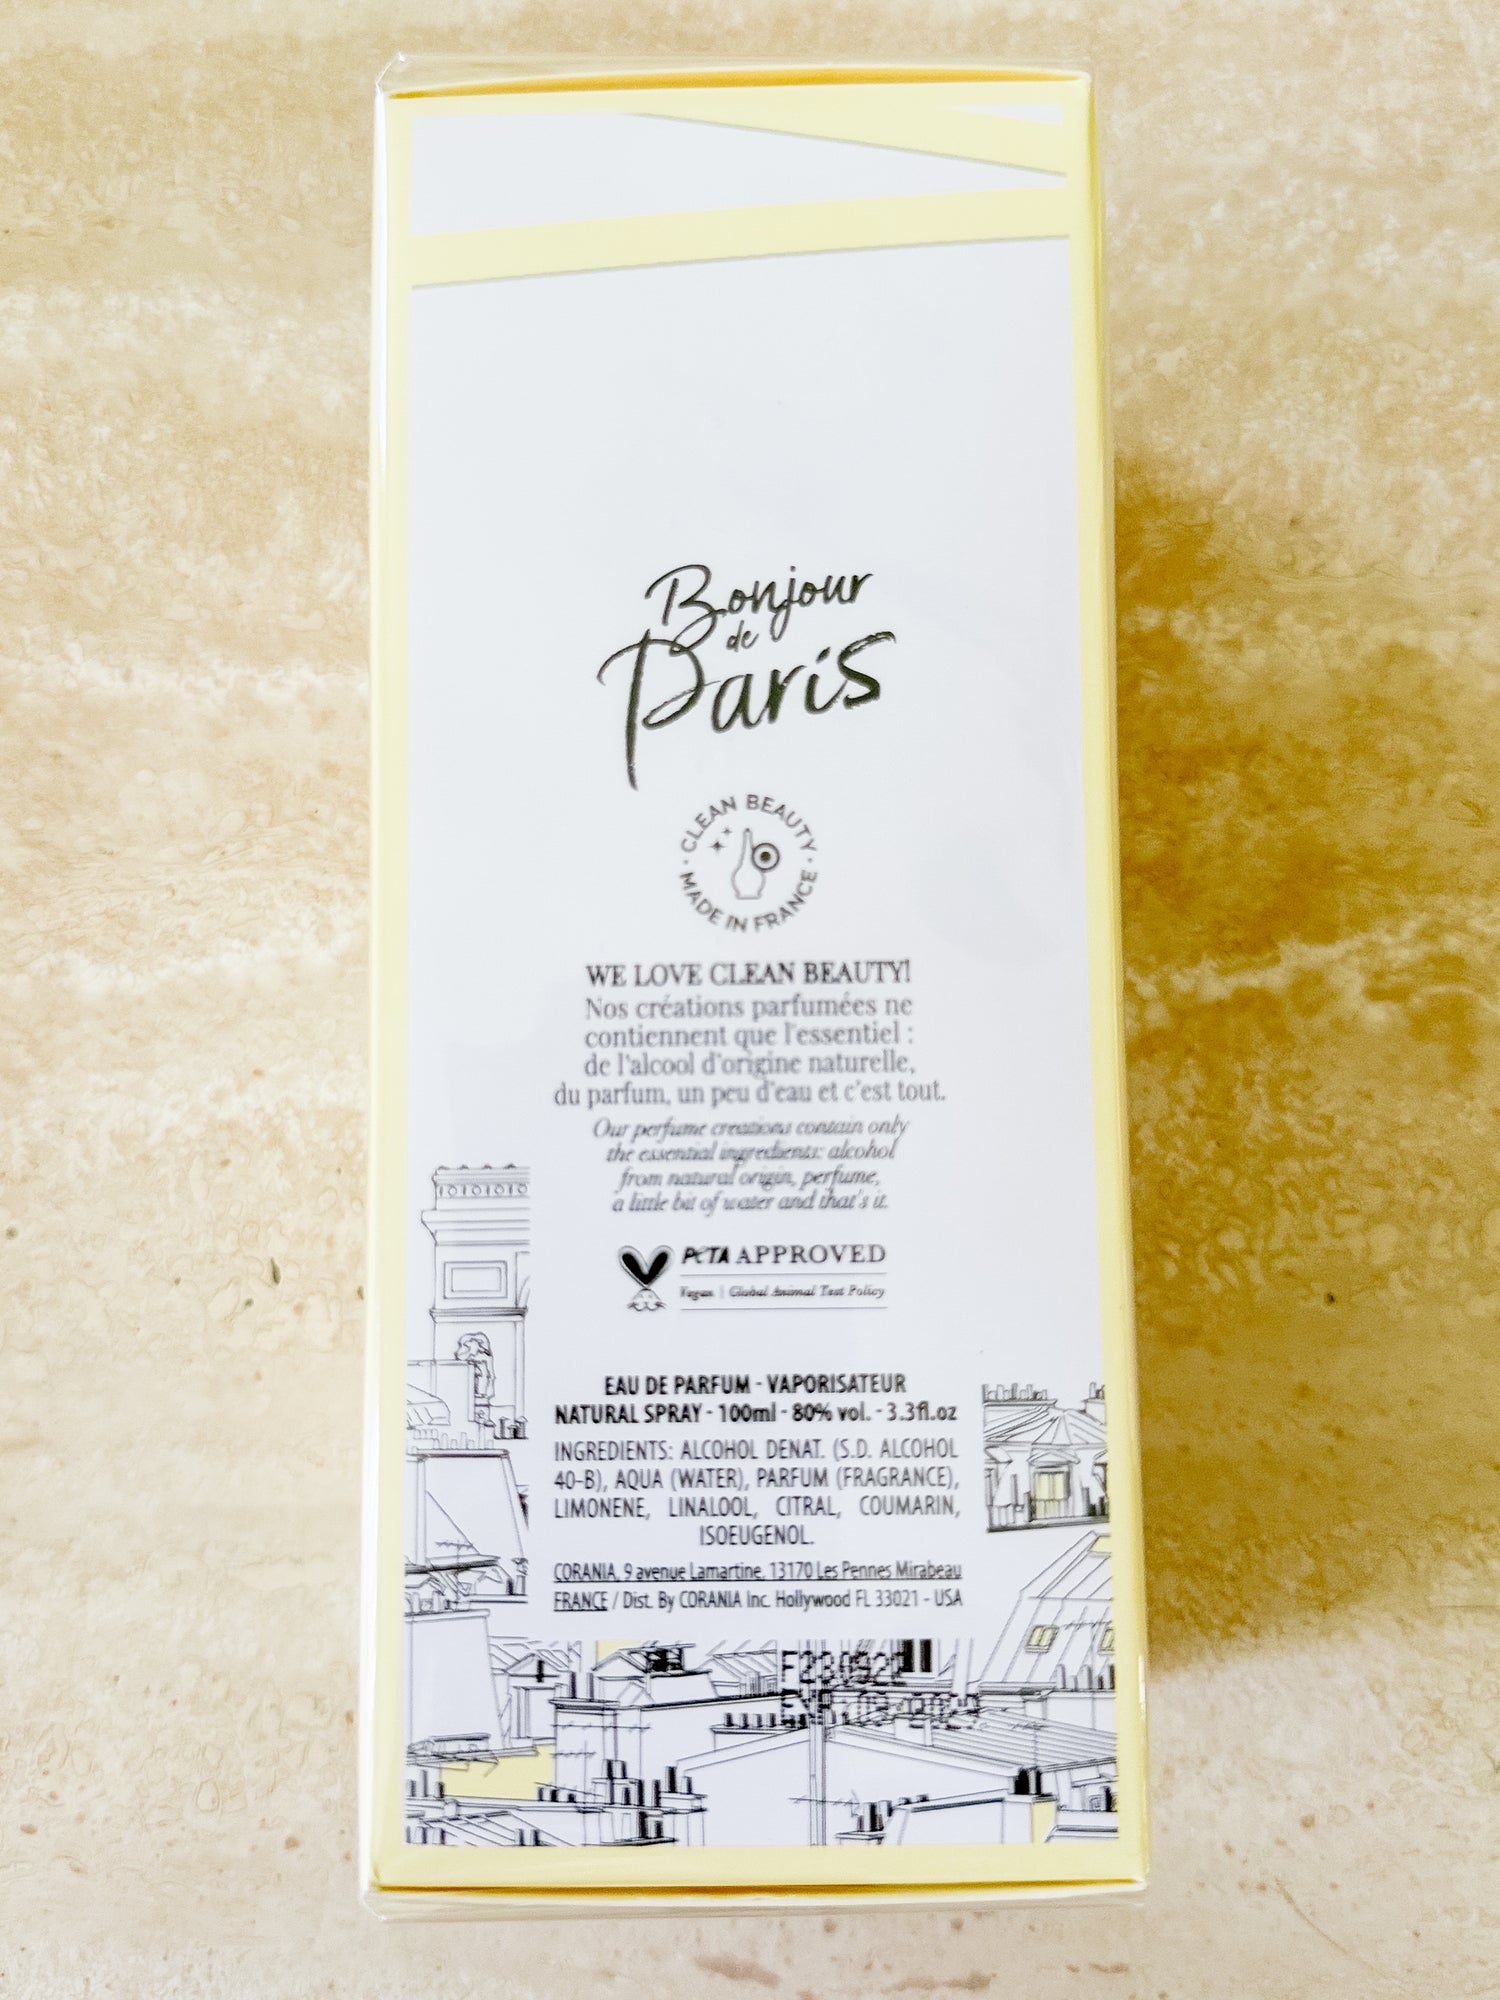 Bonjour
de
Paris
CLEAN BEAUTY
· MADE IN FRANCE ·
WE LOVE CLEAN BEAUTY!
Nos créations parfumées ne
contiennent que l'essentiel :
de l'alcool d'origine naturelle,
du parfum, un peu d'eau et c'est tout.
Our perfume creations contain only
the essential ingredients: alcohol
from natural origin, perfume,
a little bit of water and that's it.
PETA APPROVED
Vegan | Global Animal Test Policy
EAU DE PARFUM - VAPORISATEUR
NATURAL SPRAY - 100ml - 80% vol. - 3.3fl.oz
INGREDIENTS: ALCOHOL DENAT. (S.D. ALCOHOL
40-B), AQUA (WATER), PARFUM (FRAGRANCE),
LIMONENE, LINALOOL, CITRAL, COUMARIN,
ISOEUGENOL.
CORANIA, 9 avenue Lamartine, 13170 Les Pennes Mirabeau
FRANCE / Dist. By CORANIA Inc. Hollywood FL 33021 - USA